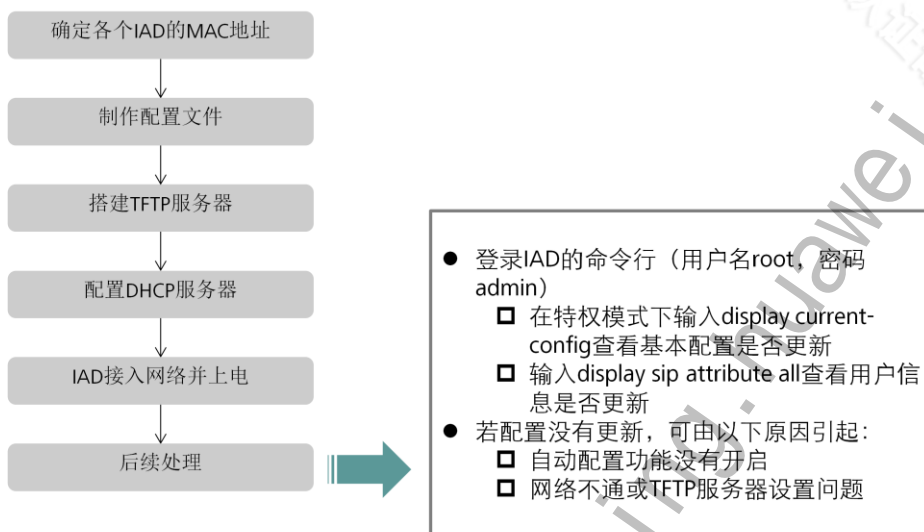 确定各个IAD的MAC地址
制作配置文件
搭建TFTP服务器
配置DHCP服务器
IAD接入网络并上电
后续处理
● 登录IAD的命令行（用户名root，密码
admin）
在特权模式下输入display current-
config查看基本配置是否更新
输入display sip attribute all查看用户信
息是否更新
● 若配置没有更新，可由以下原因引起：
自动配置功能没有开启
网络不通或TFTP服务器设置问题
ing.huawei